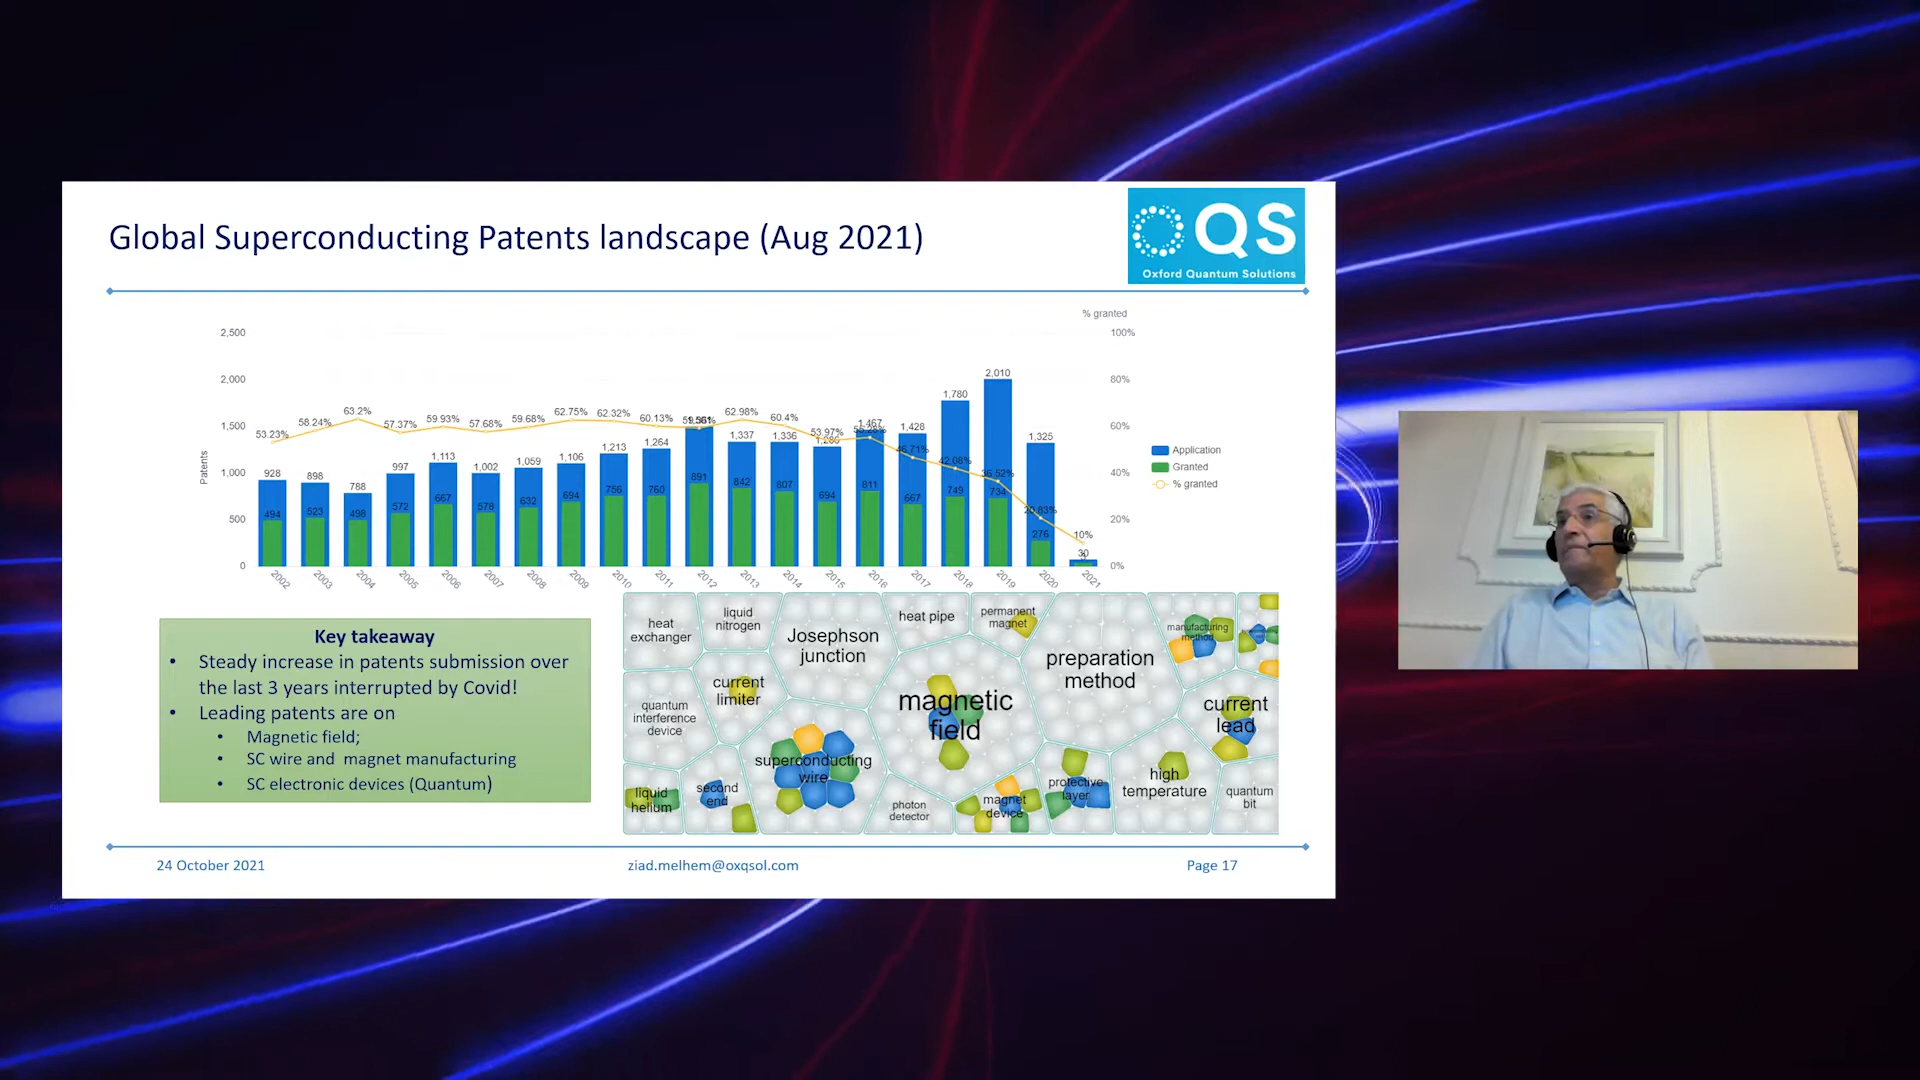 Global Superconducting Patents landscape (Aug 2021)
QS
Oxford Quantum Solutions
% granted
2,500
2,000
1,500
1,000
500
0
Patents
100%
80%
60%
40%
20%
0%
53.23%
58.24%
63.2%
57.37%
59.93%
57.68%
59.68%
62.75%
62.32%
60.13%
62.98%
60.4%
53.97%
55.28%
46.71%
42.08%
36.52%
20.83%
10%
928
898
788
997
1,113
1,002
1,059
1,106
1,213
1,264
1,337
1,336
1,286
1,467
1,428
1,780
2,010
1,325
30
494
523
498
572
667
578
632
694
756
760
891
842
807
694
811
667
749
734
276
2002
2003
2004
2005
2006
2007
2008
2009
2010
2011
2012
2013
2014
2015
2016
2017
2018
2019
2020
2021
Application
Granted
% granted
Key takeaway
• Steady increase in patents submission over
the last 3 years interrupted by Covid!
• Leading patents are on
• Magnetic field;
• SC wire and magnet manufacturing
• SC electronic devices (Quantum)
heat
exchanger
liquid
nitrogen
Josephson
junction
heat pipe
permanent
magnet
preparation
method
manufacturing
method
quantum
interference
device
current
limiter
magnetic
field
current
lead
superconducting
wire
liquid
helium
second
end
photon
detector
magnet
device
protective
layer
high
temperature
quantum
bit
24 October 2021
ziad.melhem@oxqsol.com
Page 17